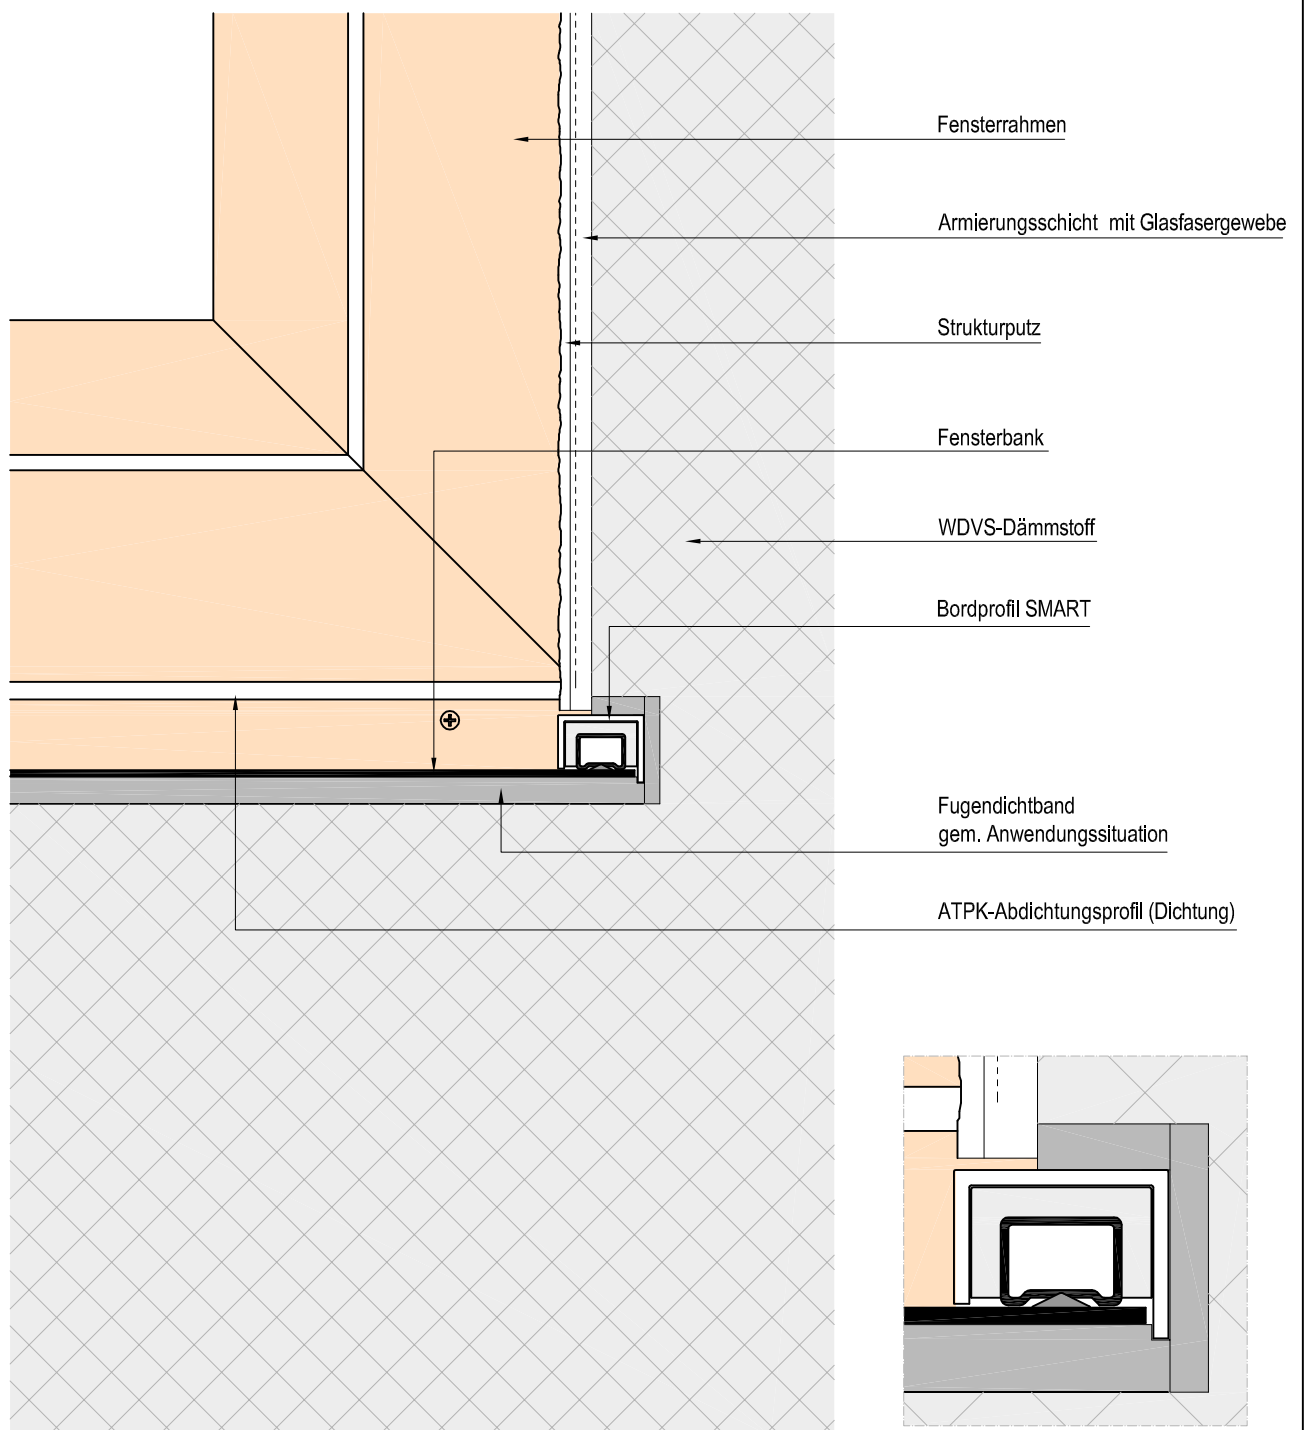 Fensterrahmen
Armierungsschicht mit Glasfasergewebe
Strukturputz
Fensterbank
WDVS-Dämmstoff
Bordprofil SMART
Fugendichtband
gem. Anwendungssituation
ATPK-Abdichtungsprofil (Dichtung)